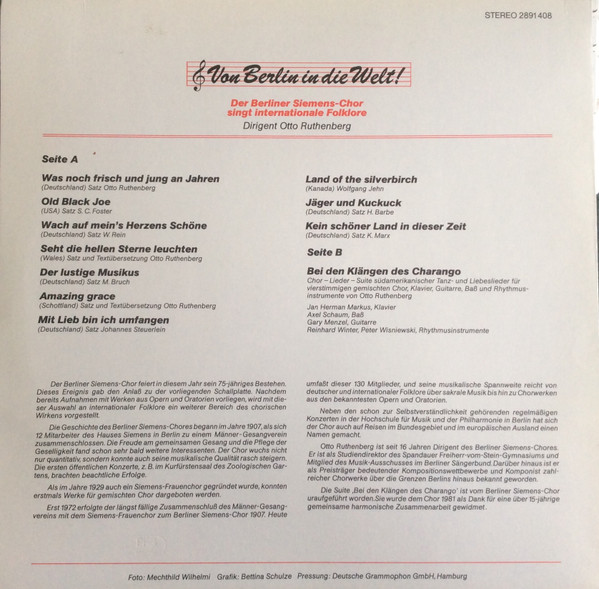 STEREO 2891 408
Von Berlin in die Welt!
Der Berliner Siemens-Chor
singt internationale Folklore
Dirigent Otto Ruthenberg
Seite A
Was noch frisch und jung an Jahren
(Deutschland) Satz Otto Ruthenberg
Old Black Joe
(USA) Satz S. C. Foster
Wach auf mein's Herzens Schöne
(Deutschland) Satz W. Rein
Seht die hellen Sterne leuchten
(Wales) Satz und Textübersetzung Otto Ruthenberg
Der lustige Musikus
(Deutschland) Satz M. Bruch
Amazing grace
(Schottland) Satz und Textübersetzung Otto Ruthenberg
Mit Lieb bin ich umfangen
(Deutschland) Satz Johannes Steuerlein
Land of the silverbirch
(Kanada) Wolfgang Jehn
Jäger und Kuckuck
(Deutschland) Satz H. Barbe
Kein schöner Land in dieser Zeit
(Deutschland) Satz K. Marx
Seite B
Bei den Klängen des Charango
Chor – Lieder – Suite südamerikanischer Tanz- und Liebeslieder für
vierstimmigen gemischten Chor, Klavier, Guitarre, Baß und Rhythmus-
instrumente von Otto Ruthenberg
Jan Herman Markus, Klavier
Axel Schaum, Baß
Gary Menzel, Guitarre
Reinhard Winter, Peter Wisniewski, Rhythmusinstrumente
Der Berliner Siemens-Chor feiert in diesem Jahr sein 75-jähriges Bestehen.
Dieses Ereignis gab den Anlaß zu der vorliegenden Schallplatte. Nachdem
bereits Aufnahmen mit Werken aus Opern und Oratorien vorliegen, wird mit die-
ser Auswahl an internationaler Folklore ein weiterer Bereich des chorischen
Wirkens vorgestellt.
Die Geschichte des Berliner Siemens-Chores begann im Jahre 1907, als sich
12 Mitarbeiter des Hauses Siemens in Berlin zu einem Männer-Gesangverein
zusammenschlossen. Die Freude am gemeinsamen Gesang und die Pflege der
Geselligkeit fand schon sehr bald weitere Interessenten. Der Chor wuchs nicht
nur quantitativ, sondern konnte auch seine musikalische Qualität rasch steigern.
Die ersten öffentlichen Konzerte, z. B. im Kurfürstensaal des Zoologischen Gar-
tens, brachten beachtliche Erfolge.
Als im Jahre 1929 auch ein Siemens-Frauenchor gegründet wurde, konnten
erstmals Werke für gemischten Chor dargeboten werden.
Erst 1972 erfolgte der längst fällige Zusammenschluß des Männer-Gesang-
vereins mit dem Siemens-Frauenchor zum Berliner Siemens-Chor 1907. Heute
umfaßt dieser 130 Mitglieder, und seine musikalische Spannweite reicht von
deutscher und internationaler Folklore über sakrale Musik bis hin zu Chorwerken
aus den bekanntesten Opern und Oratorien.
Neben den schon zur Selbstverständlichkeit gehörenden regelmäßigen
Konzerten in der Hochschule für Musik und der Philharmonie in Berlin hat sich
der Chor auch auf Reisen im Bundesgebiet und im europäischen Ausland einen
Namen gemacht.
Otto Ruthenberg ist seit 16 Jahren Dirigent des Berliner Siemens-Chores.
Er ist als Studiendirektor des Spandauer Freiherr-vom-Stein-Gymnasiums und
Mitglied des Musik-Ausschusses im Berliner Sängerbund. Darüber hinaus ist er
als Preisträger bedeutender Kompositionswettbewerbe und Komponist zahl-
reicher Chorwerke über die Grenzen Berlins hinaus bekannt geworden.
Die Suite ,Bei den Klängen des Charango' ist vom Berliner Siemens-Chor
uraufgeführt worden. Sie wurde dem Chor 1981 als Dank für eine über 15-jährige
gemeinsame harmonische Zusammenarbeit gewidmet.
Foto: Mechthild Wilhelmi Grafik: Bettina Schulze Pressung: Deutsche Grammophon GmbH, Hamburg